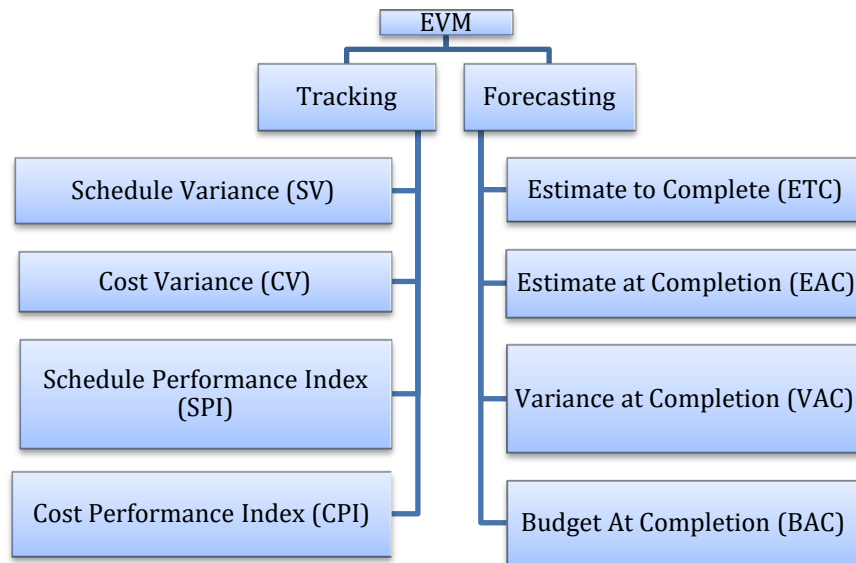 EVM
Tracking
Forecasting
Schedule Variance (SV)
Cost Variance (CV)
Schedule Performance Index
(SPI)
Cost Performance Index (CPI)
Estimate to Complete (ETC)
Estimate at Completion (EAC)
Variance at Completion (VAC)
Budget At Completion (BAC)